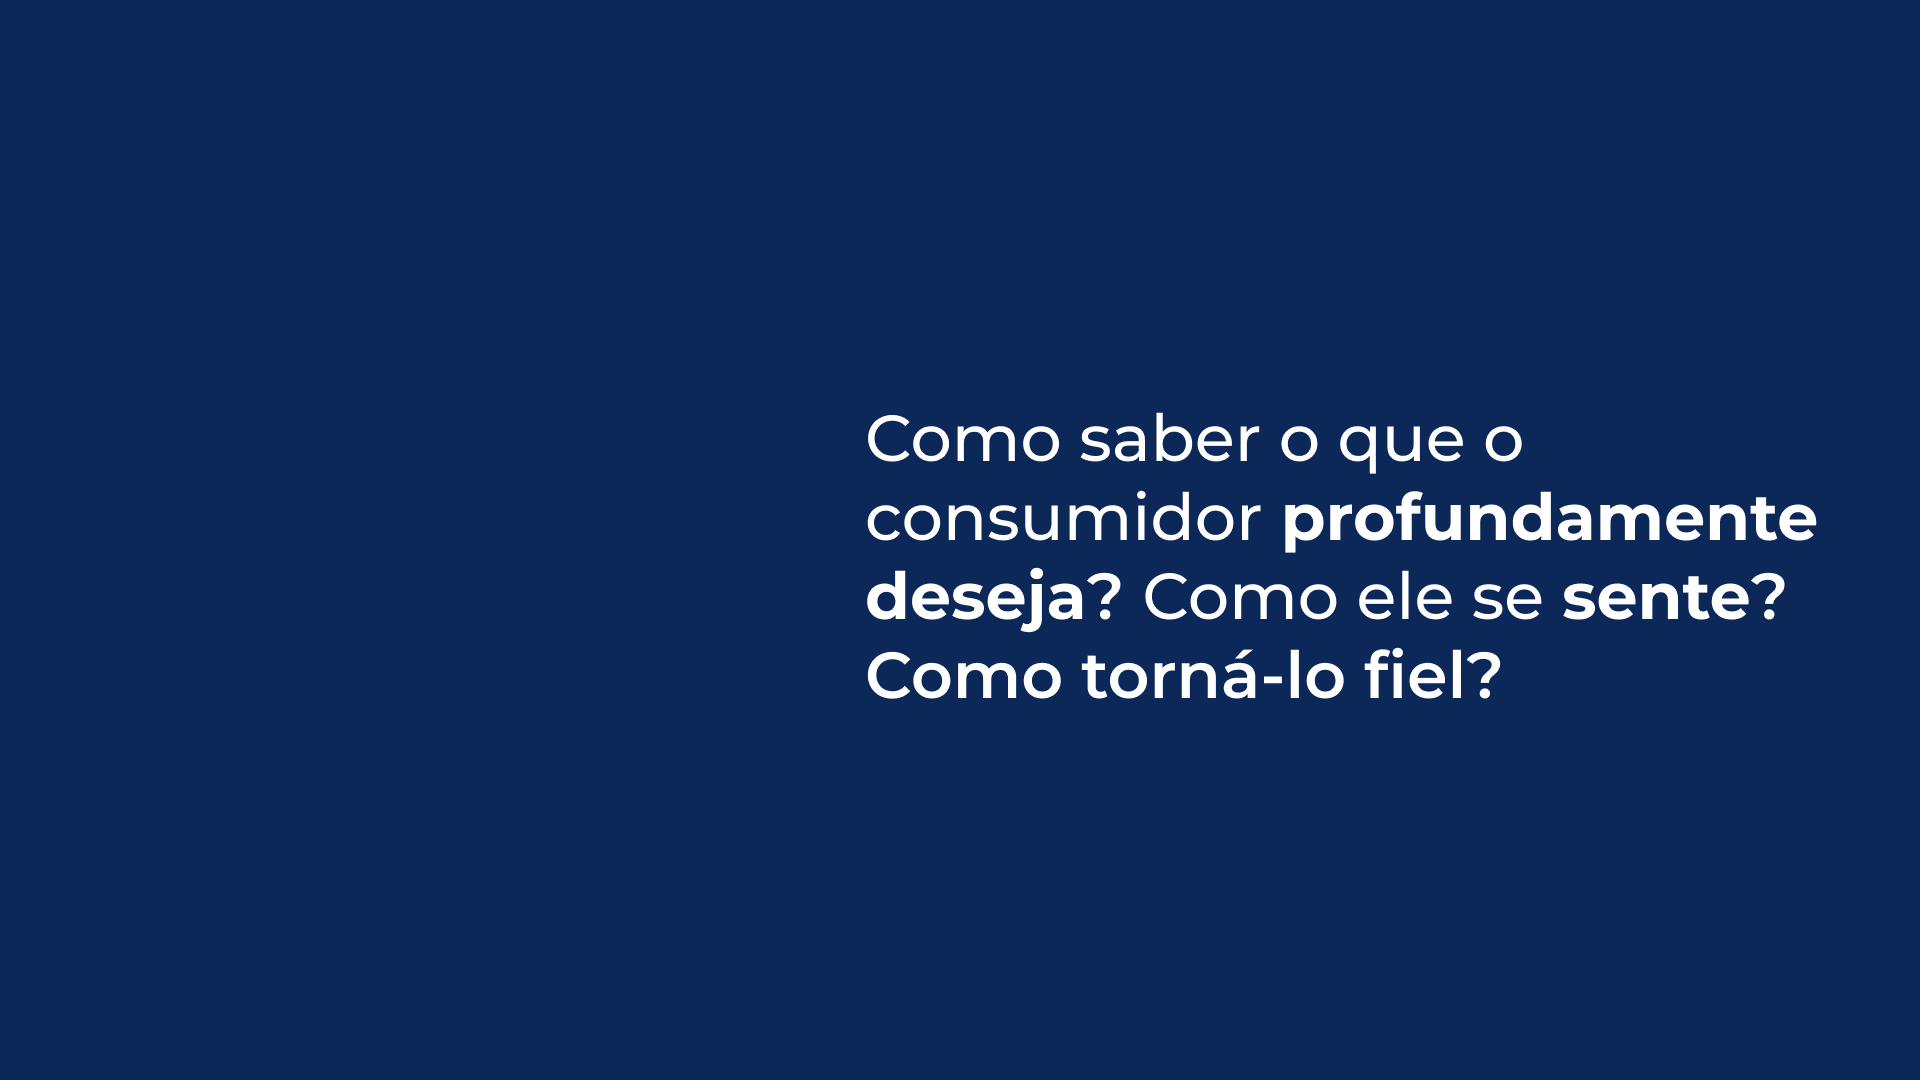 Como saber o que o
consumidor profundamente
deseja? Como ele se sente?
Como torná-lo fiel?